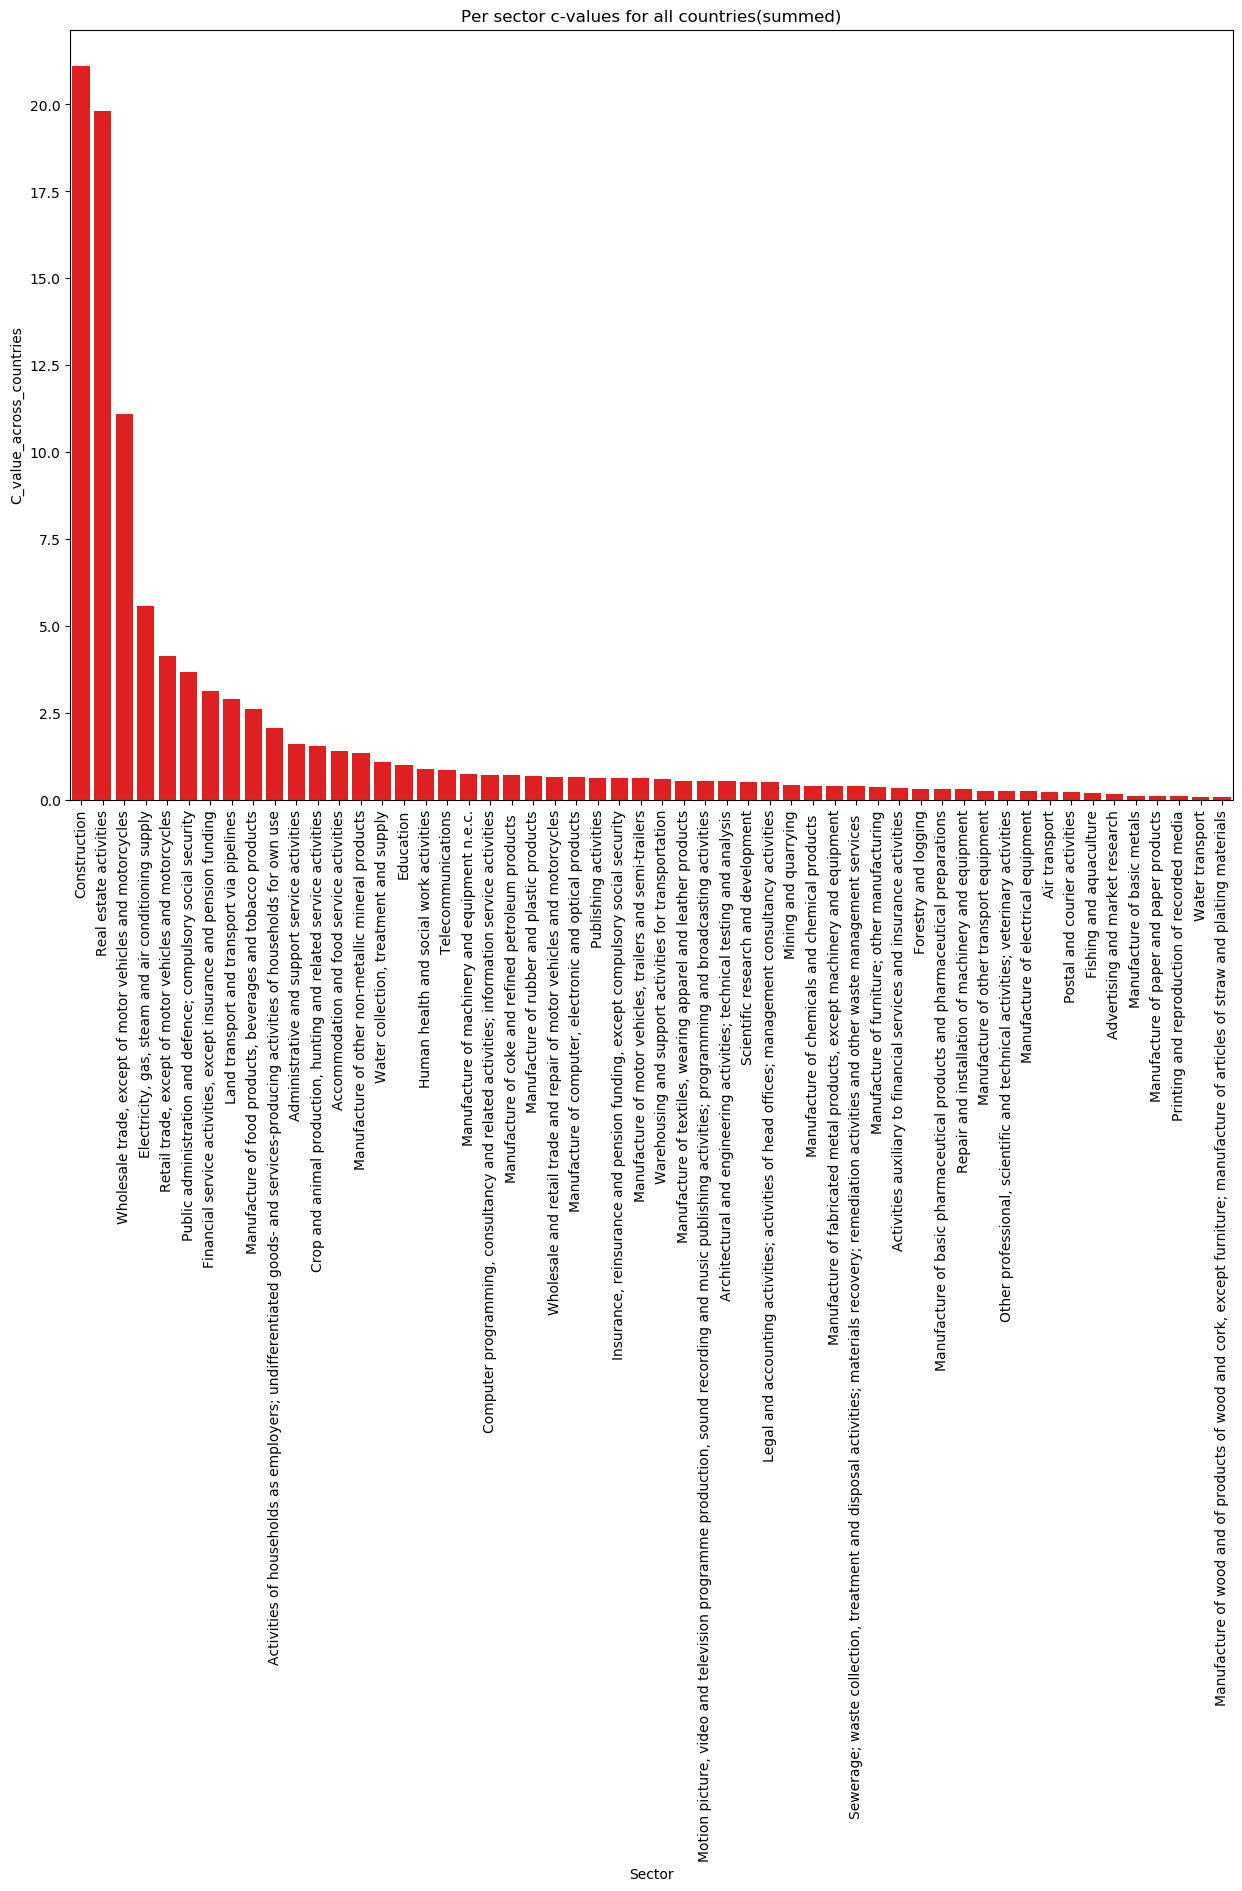 Per sector c-values for all countries(summed)
C_value_across_countries
20.0
17.5
15.0
12.5
10.0
7.5
5.0
2.5
0.0
Construction
Real estate activities
Wholesale trade, except of motor vehicles and motorcycles
Electricity, gas, steam and air conditioning supply
Retail trade, except of motor vehicles and motorcycles
Public administration and defence; compulsory social security
Financial service activities, except insurance and pension funding
Land transport and transport via pipelines
Manufacture of food products, beverages and tobacco products
Activities of households as employers; undifferentiated goods- and services-producing activities of households for own use
Administrative and support service activities
Crop and animal production, hunting and related service activities
Accommodation and food service activities
Manufacture of other non-metallic mineral products
Water collection, treatment and supply
Education
Human health and social work activities
Telecommunications
Manufacture of machinery and equipment n.e.c.
Computer programming, consultancy and related activities; information service activities
Manufacture of coke and refined petroleum products
Manufacture of rubber and plastic products
Wholesale and retail trade and repair of motor vehicles and motorcycles
Manufacture of computer, electronic and optical products
Publishing activities
Insurance, reinsurance and pension funding, except compulsory social security
Manufacture of motor vehicles, trailers and semi-trailers
Warehousing and support activities for transportation
Manufacture of textiles, wearing apparel and leather products
Motion picture, video and television programme production, sound recording and music publishing activities; programming and broadcasting activities
Architectural and engineering activities; technical testing and analysis
Scientific research and development
Legal and accounting activities; activities of head offices; management consultancy activities
Mining and quarrying
Manufacture of chemicals and chemical products
Manufacture of fabricated metal products, except machinery and equipment
Sewerage; waste collection, treatment and disposal activities; materials recovery; remediation activities and other waste management services
Manufacture of furniture; other manufacturing
Activities auxiliary to financial services and insurance activities
Forestry and logging
Manufacture of basic pharmaceutical products and pharmaceutical preparations
Repair and installation of machinery and equipment
Manufacture of other transport equipment
Other professional, scientific and technical activities; veterinary activities
Manufacture of electrical equipment
Air transport
Postal and courier activities
Fishing and aquaculture
Advertising and market research
Manufacture of basic metals
Manufacture of paper and paper products
Printing and reproduction of recorded media
Water transport
Manufacture of wood and of products of wood and cork, except furniture; manufacture of articles of straw and plaiting materials
Sector